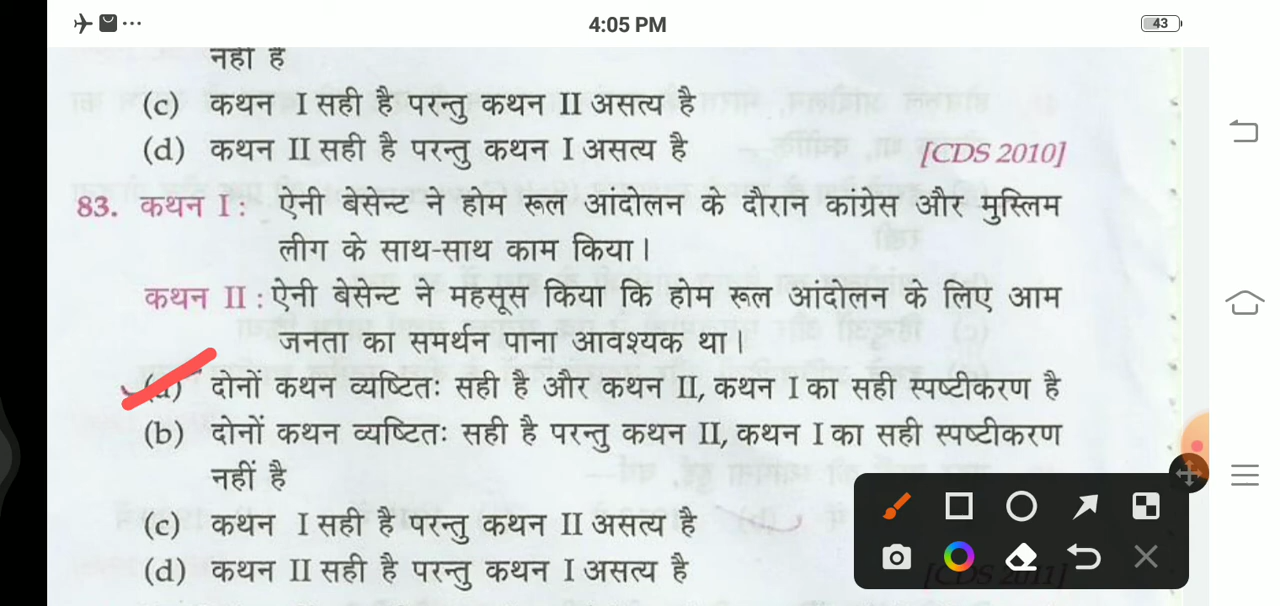 4:05 PM
43
नहीं है
(c) कथन I सही है परन्तु कथन II असत्य है
(d) कथन II सही है परन्तु कथन I असत्य है [CDS 2010]
83. कथन I : ऐनी बेसेन्ट ने होम रूल आंदोलन के दौरान कांग्रेस और मुस्लिम
लीग के साथ-साथ काम किया।
कथन II : ऐनी बेसेन्ट ने महसूस किया कि होम रूल आंदोलन के लिए आम
जनता का समर्थन पाना आवश्यक था।
(a) दोनों कथन व्यष्टितः सही है और कथन II, कथन I का सही स्पष्टीकरण है
(b) दोनों कथन व्यष्टितः सही है परन्तु कथन II, कथन I का सही स्पष्टीकरण
नहीं है
(c) कथन I सही है परन्तु कथन II असत्य है
(d) कथन II सही है परन्तु कथन I असत्य है [CDS 2011]